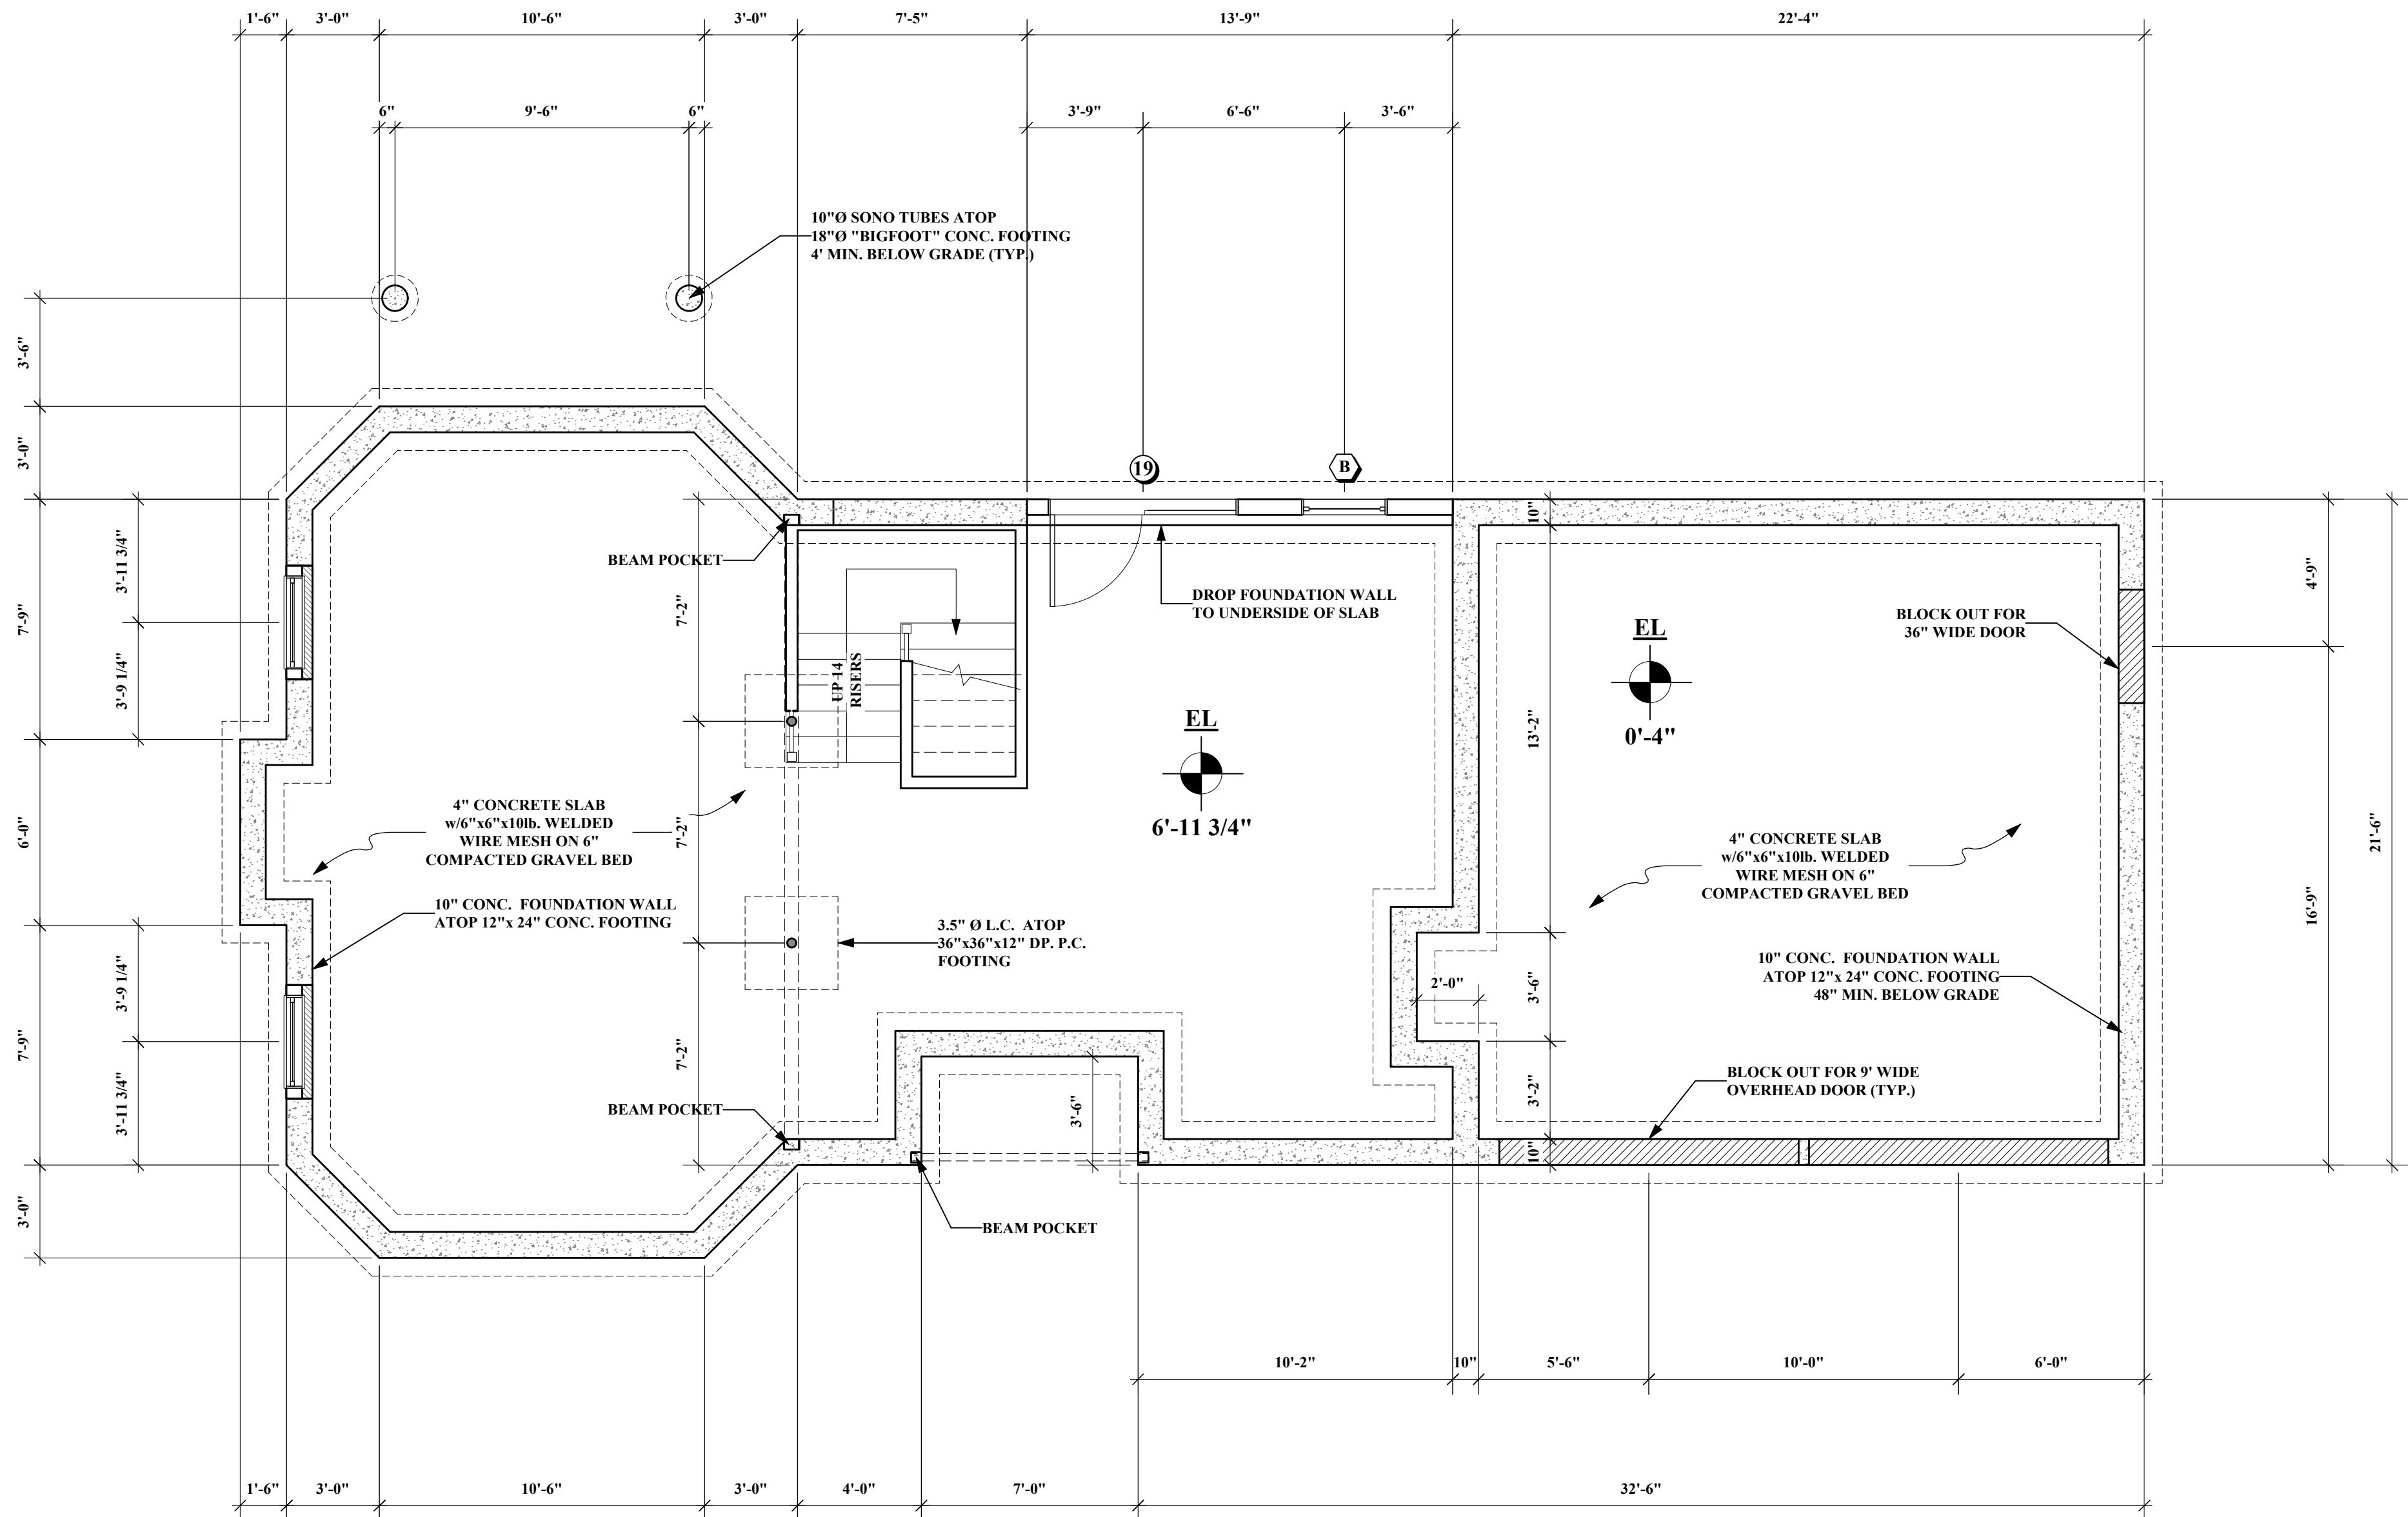 1'-6" 3'-0" 10'-6" 3'-0" 7'-5" 13'-9" 22'-4"
6" 9'-6" 6" 3'-9" 6'-6" 3'-6"
10"Ø SONO TUBES ATOP
18"Ø "BIGFOOT" CONC. FOOTING
4' MIN. BELOW GRADE (TYP.)
3'-6"
3'-0"
7'-9"
6'-0"
7'-9"
3'-0"
3'-11 3/4"
3'-9 1/4"
3'-9 1/4"
3'-11 3/4"
19
B
BEAM POCKET
7'-2"
7'-2"
7'-2"
UP 14
RISERS
DROP FOUNDATION WALL
TO UNDERSIDE OF SLAB
EL
6'-11 3/4"
EL
0'-4"
BLOCK OUT FOR
36" WIDE DOOR
10"
13'-2"
3'-6"
3'-2"
10"
2'-0"
4'-9"
16'-9"
21'-6"
4" CONCRETE SLAB
w/6"x6"x10lb. WELDED
WIRE MESH ON 6"
COMPACTED GRAVEL BED
4" CONCRETE SLAB
w/6"x6"x10lb. WELDED
WIRE MESH ON 6"
COMPACTED GRAVEL BED
10" CONC. FOUNDATION WALL
ATOP 12"x 24" CONC. FOOTING
3.5" Ø L.C. ATOP
36"x36"x12" DP. P.C.
FOOTING
10" CONC. FOUNDATION WALL
ATOP 12"x 24" CONC. FOOTING
48" MIN. BELOW GRADE
BLOCK OUT FOR 9' WIDE
OVERHEAD DOOR (TYP.)
BEAM POCKET
3'-6"
BEAM POCKET
10'-2" 10" 5'-6" 10'-0" 6'-0"
1'-6" 3'-0" 10'-6" 3'-0" 4'-0" 7'-0" 32'-6"